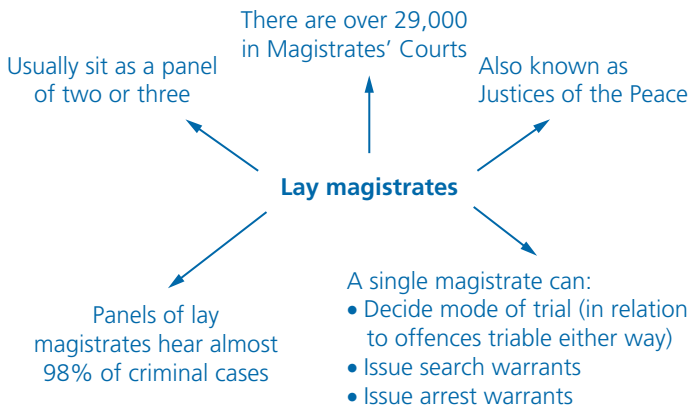 There are over 29,000
in Magistrates’ Courts
Usually sit as a panel
of two or three
Also known as
Justices of the Peace
Lay magistrates
Panels of lay
magistrates hear almost
98% of criminal cases
A single magistrate can:
• Decide mode of trial (in relation
to offences triable either way)
• Issue search warrants
• Issue arrest warrants